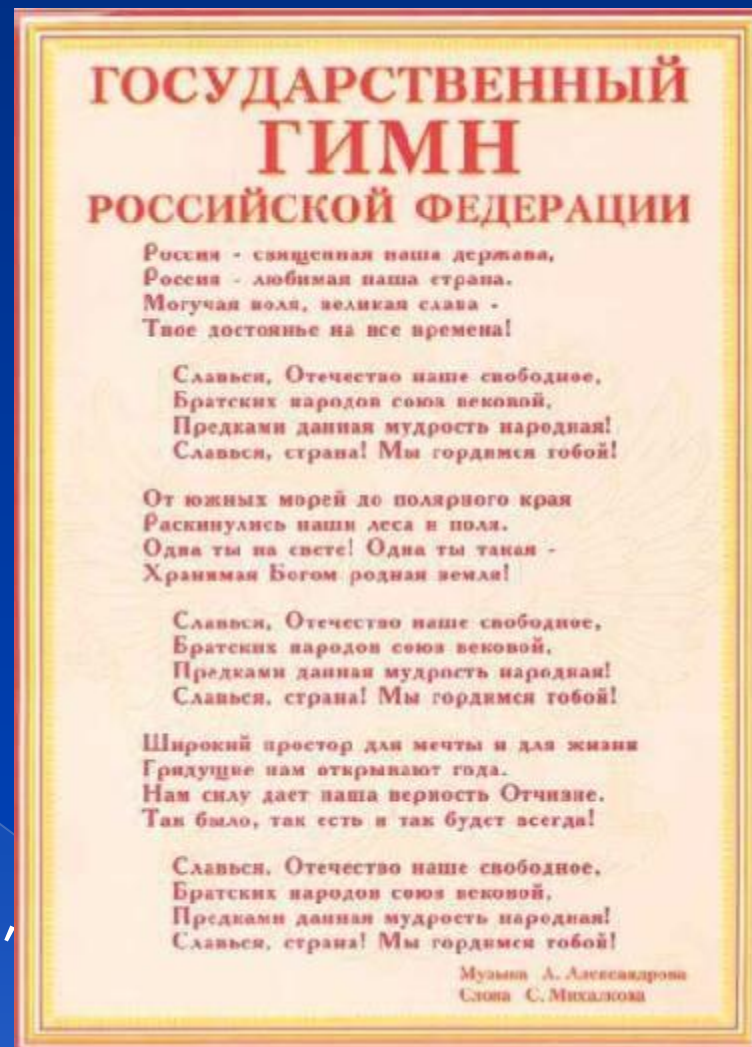 ГОСУДАРСТВЕННЫЙ
ГИМН
РОССИЙСКОЙ ФЕДЕРАЦИИ
Россия - священная наша держава,
Россия - любимая наша страна.
Могучая воля, великая слава -
Твое достоянье на все времена!
Славься, Отечество наше свободное,
Братских народов союз вековой,
Предками данная мудрость народная!
Славься, страна! Мы гордимся тобой!
От южных морей до полярного края
Раскинулись наши леса и поля.
Одна ты на свете! Одна ты такая -
Хранимая Богом родная земля!
Славься, Отечество наше свободное,
Братских народов союз вековой,
Предками данная мудрость народная!
Славься, страна! Мы гордимся тобой!
Широкий простор для мечты и для жизни
Грядущие нам открывают года.
Нам силу дает наша верность Отчизне.
Так было, так есть и так будет всегда!
Славься, Отечество наше свободное,
Братских народов союз вековой,
Предками данная мудрость народная!
Славься, страна! Мы гордимся тобой!
Музыка А. Александрова
Слова С. Михалкова
,